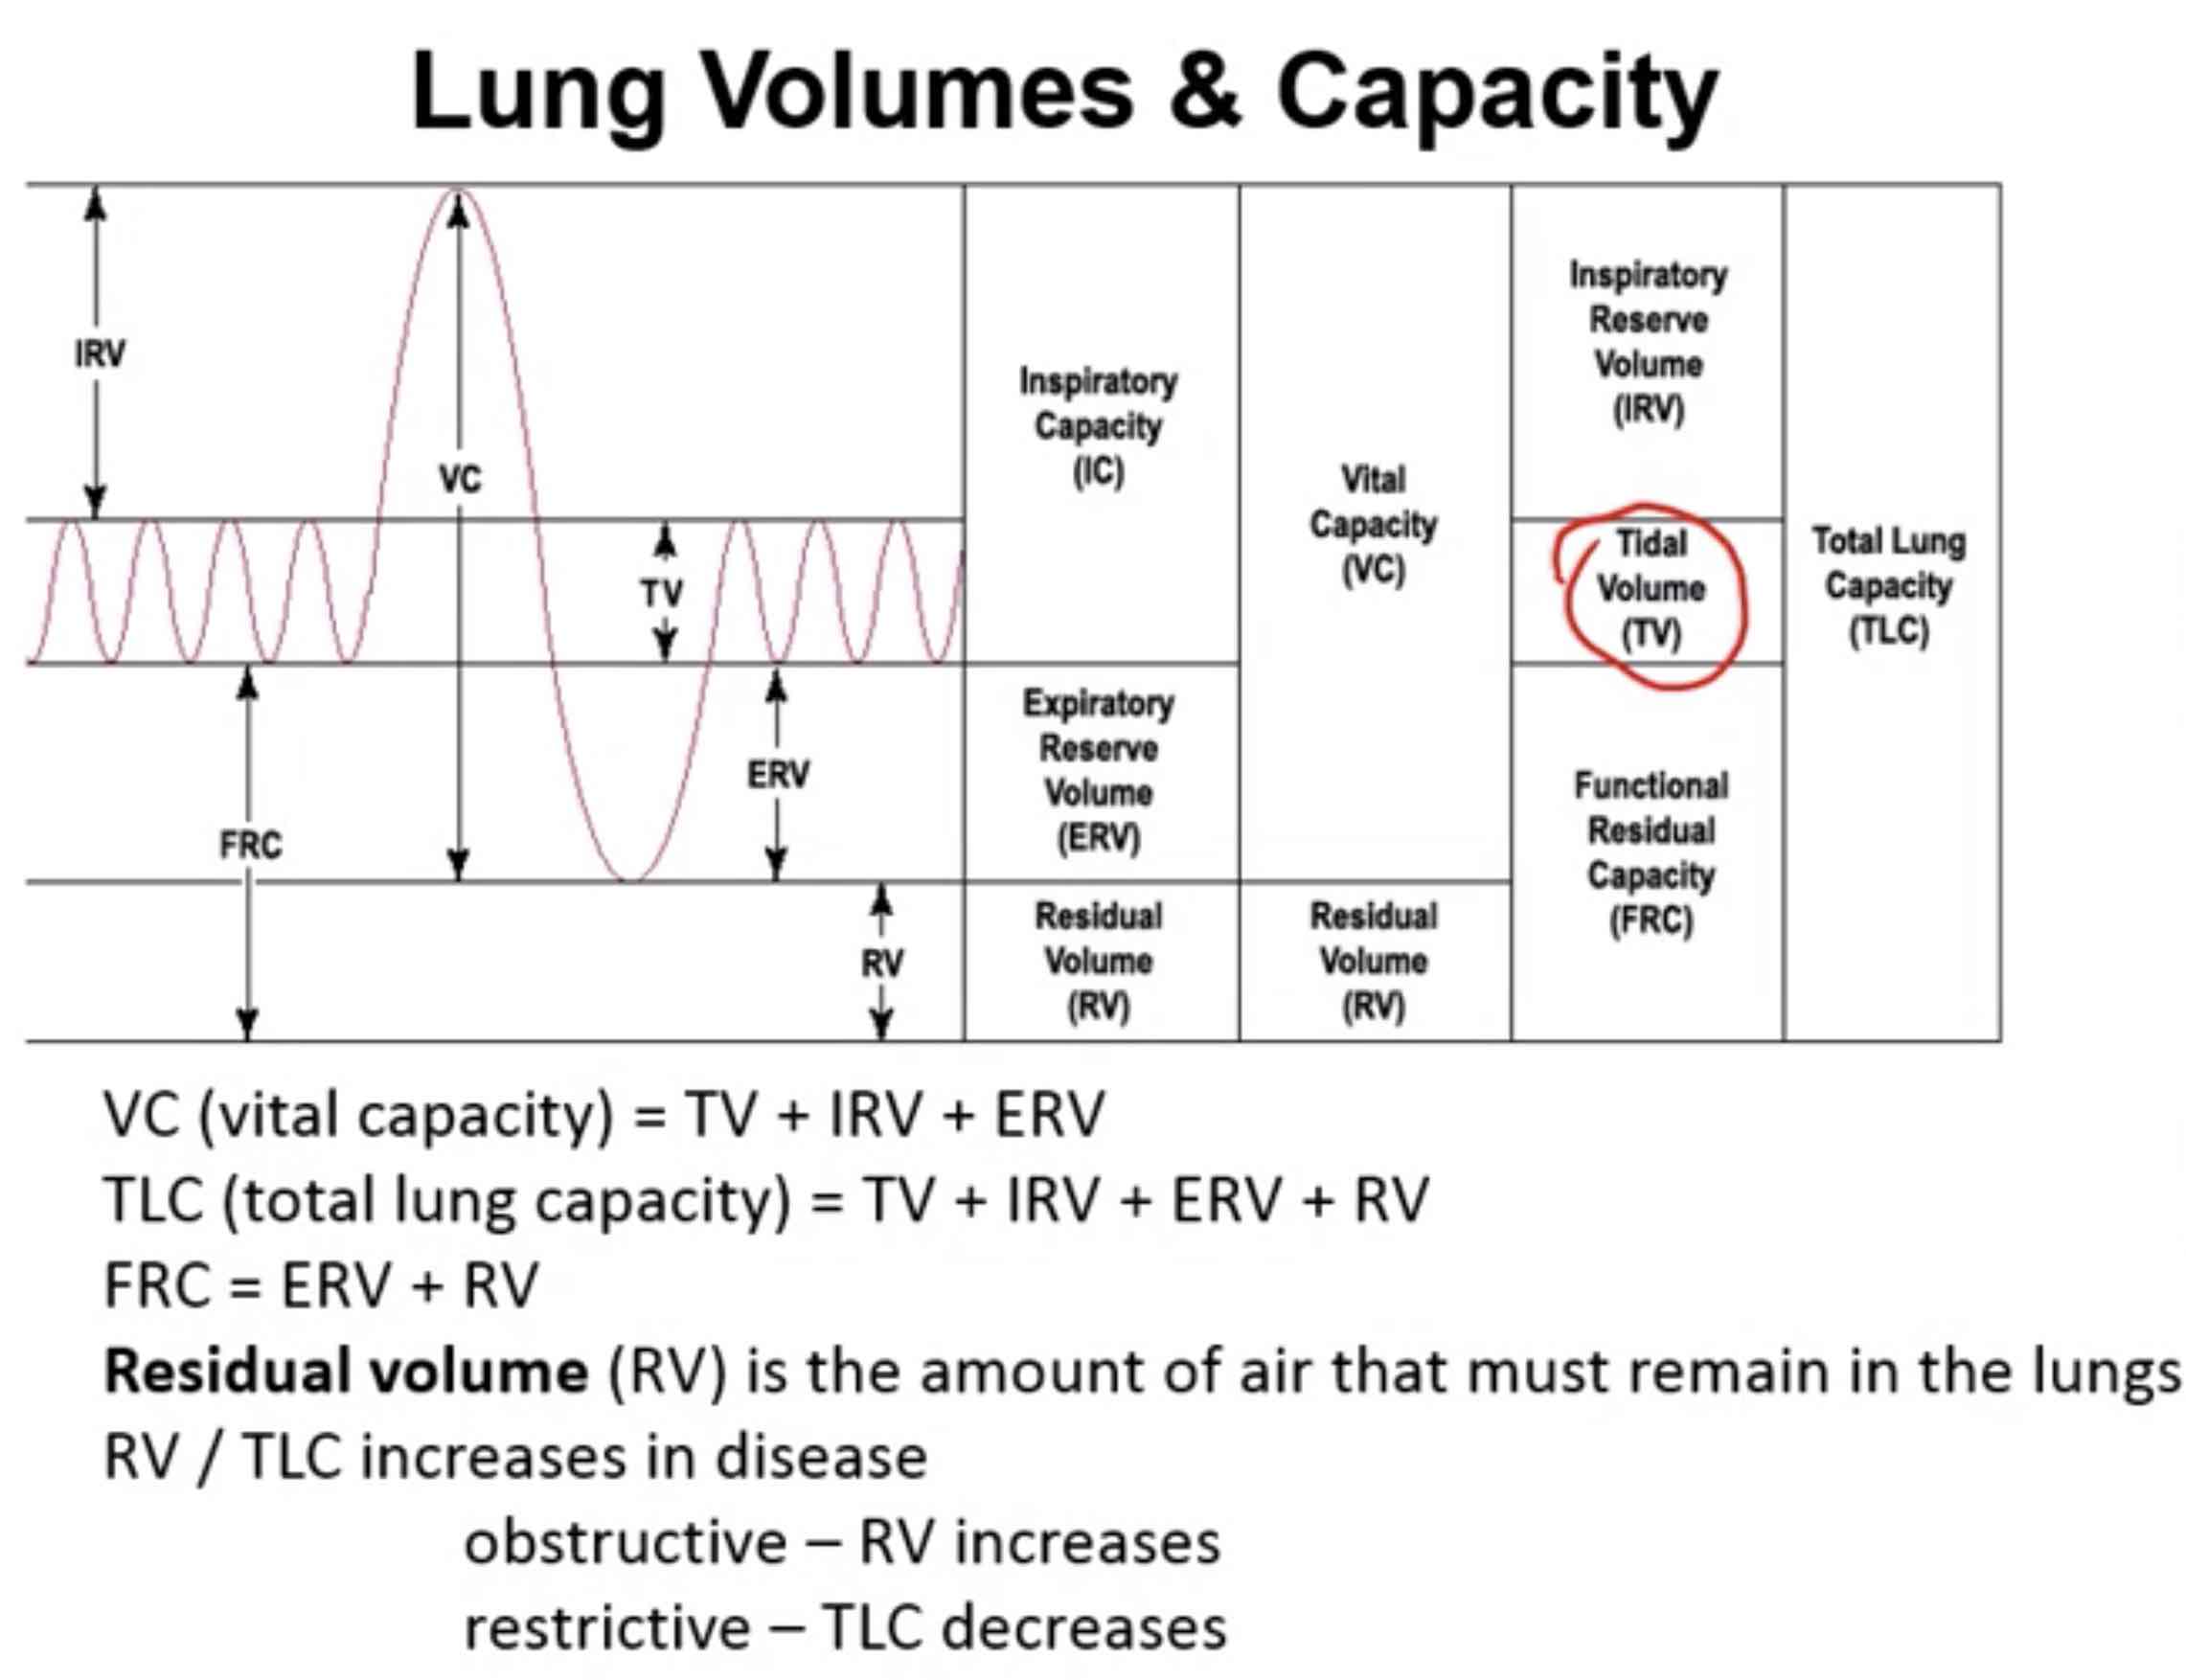 Lung Volumes & Capacity
IRV
VC
TV
FRC
ERV
RV
Inspiratory
Capacity
(IC)
Expiratory
Reserve
Volume
(ERV)
Residual
Volume
(RV)
Vital
Capacity
(VC)
Residual
Volume
(RV)
Inspiratory
Reserve
Volume
(IRV)
Tidal
Volume
(TV)
Functional
Residual
Capacity
(FRC)
Total Lung
Capacity
(TLC)
VC (vital capacity) = TV + IRV + ERV
TLC (total lung capacity) = TV + IRV + ERV + RV
FRC = ERV + RV
Residual volume (RV) is the amount of air that must remain in the lungs
RV / TLC increases in disease
obstructive – RV increases
restrictive – TLC decreases